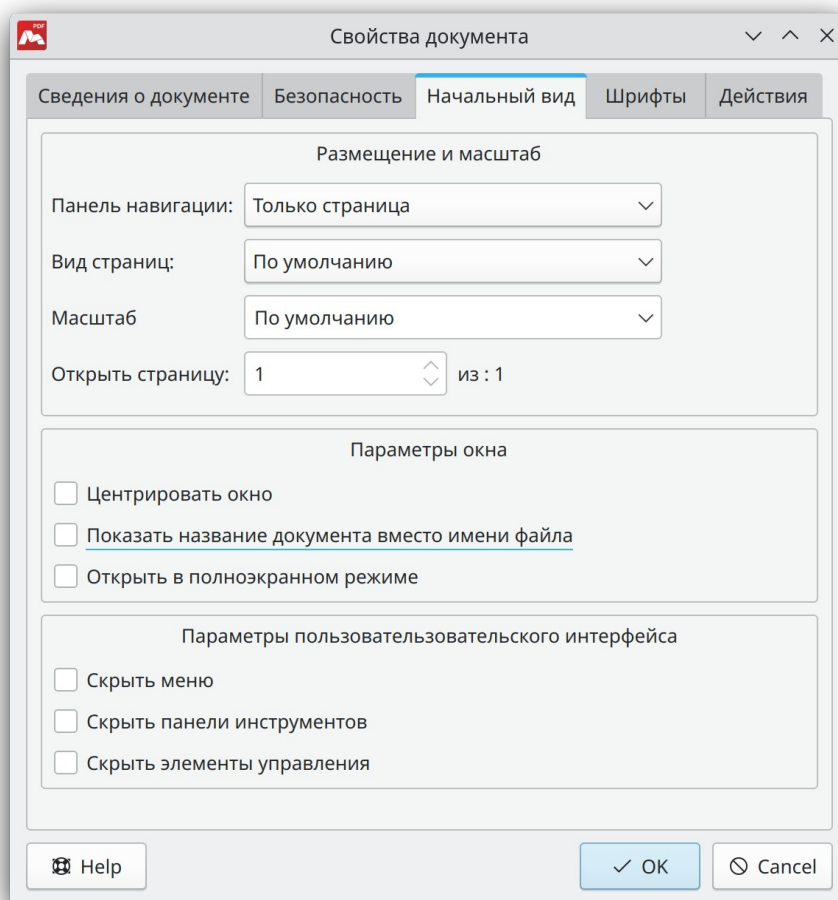 PDF
Свойства документа
Сведения о документе Безопасность Начальный вид Шрифты Действия
Размещение и масштаб
Панель навигации: Только страница
Вид страниц: По умолчанию
Масштаб По умолчанию
Открыть страницу: 1 из : 1
Параметры окна
Центрировать окно
Показать название документа вместо имени файла
Открыть в полноэкранном режиме
Параметры пользовательзовательского интерфейса
Скрыть меню
Скрыть панели инструментов
Скрыть элементы управления
Help OK Cancel